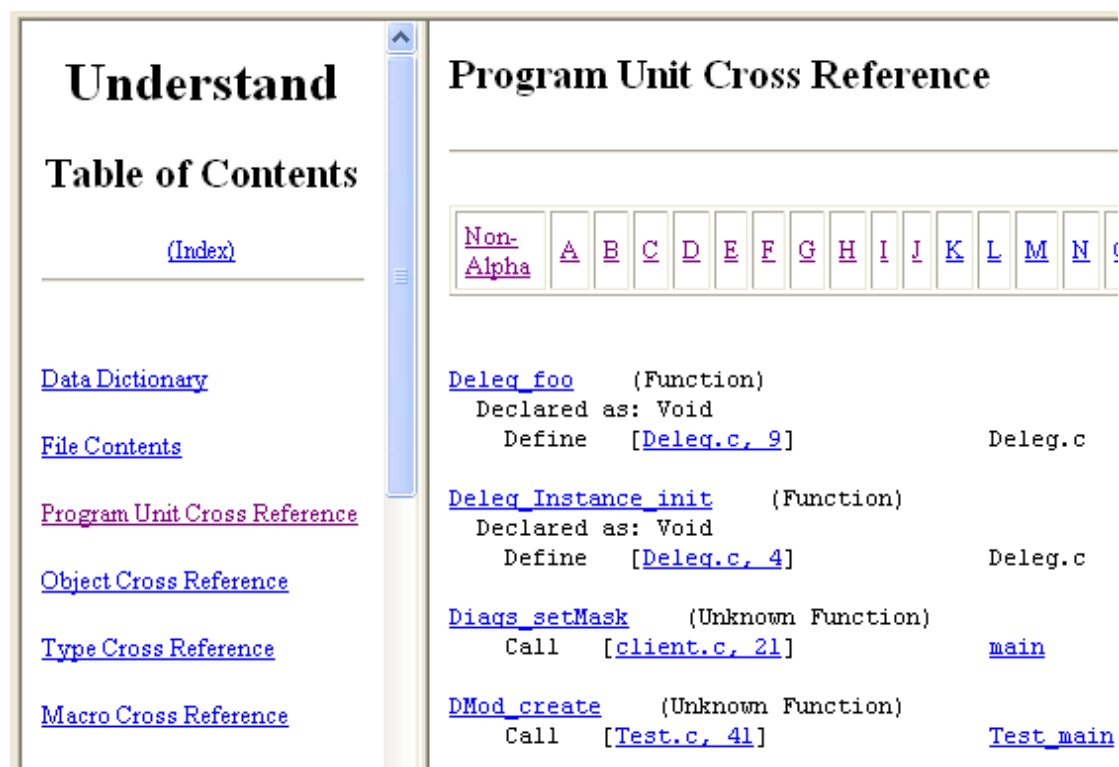 Understand
Table of Contents
(Index)
Data Dictionary
File Contents
Program Unit Cross Reference
Object Cross Reference
Type Cross Reference
Macro Cross Reference
Program Unit Cross Reference
Non-
Alpha A B C D E F G H I J K L M N
Deleg_foo (Function)
Declared as: Void
Define [Deleg.c, 9] Deleg.c
Deleg_Instance_init (Function)
Declared as: Void
Define [Deleg.c, 4] Deleg.c
Diags_setMask (Unknown Function)
Call [client.c, 21] main
DMod_create (Unknown Function)
Call [Test.c, 41] Test_main